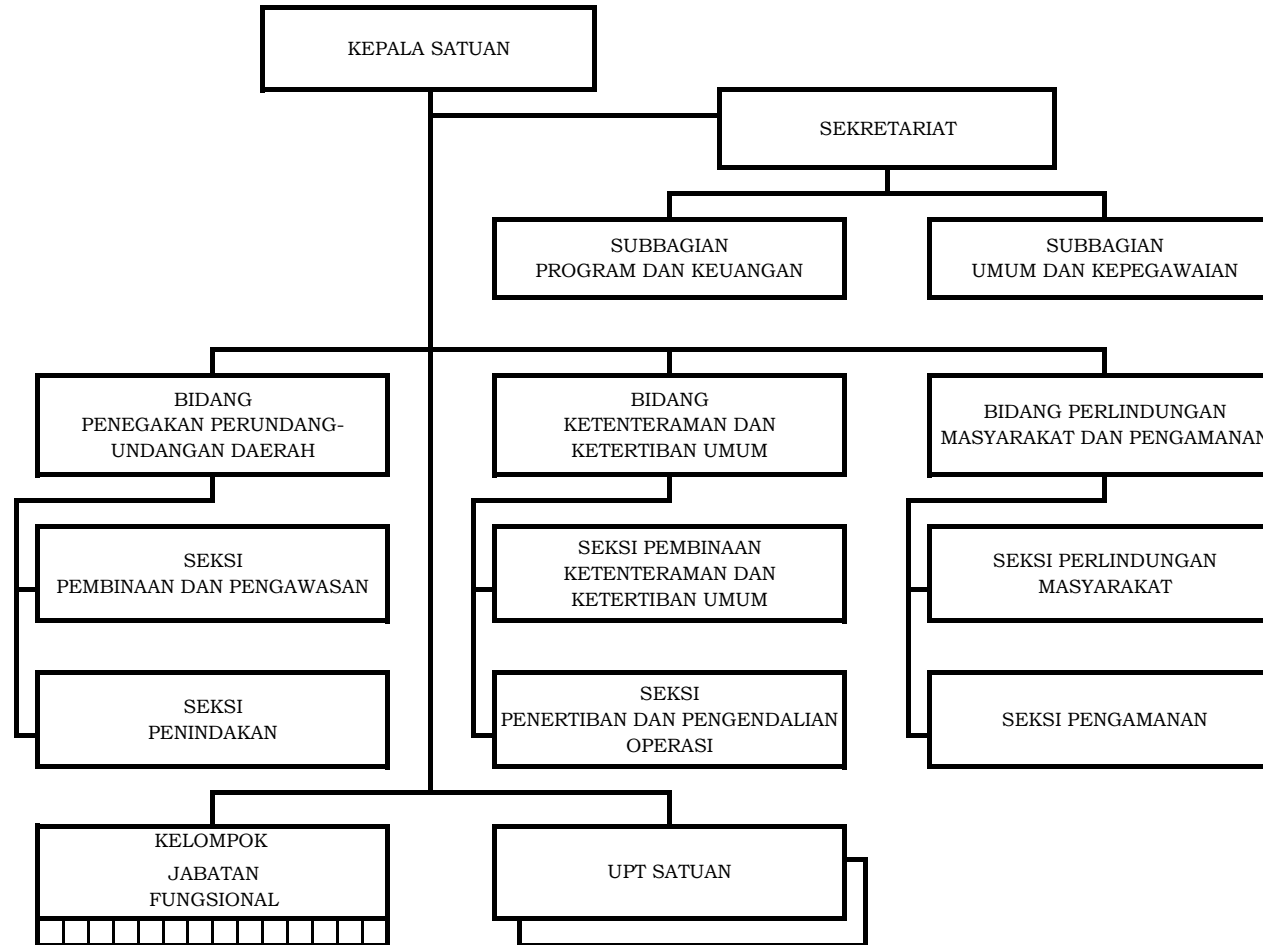 KEPALA SATUAN
SEKRETARIAT
SUBBAGIAN
PROGRAM DAN KEUANGAN
SUBBAGIAN
UMUM DAN KEPEGAWAIAN
BIDANG
PENEGAKAN PERUNDANG-
UNDANGAN DAERAH
BIDANG
KETENTERAMAN DAN
KETERTIBAN UMUM
BIDANG PERLINDUNGAN
MASYARAKAT DAN PENGAMANAN
SEKSI
PEMBINAAN DAN PENGAWASAN
SEKSI PEMBINAAN
KETENTERAMAN DAN
KETERTIBAN UMUM
SEKSI PERLINDUNGAN
MASYARAKAT
SEKSI
PENINDAKAN
SEKSI
PENERTIBAN DAN PENGENDALIAN
OPERASI
SEKSI PENGAMANAN
KELOMPOK
JABATAN
FUNGSIONAL
UPT SATUAN